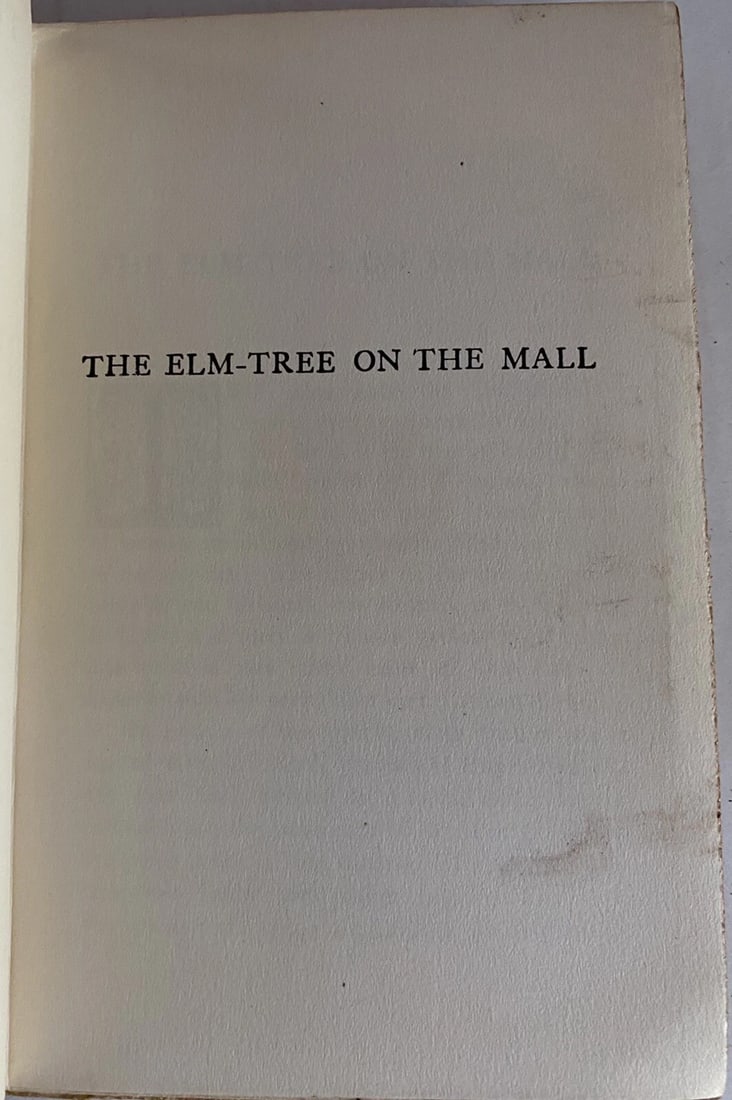 THE ELM-TREE ON THE MALL